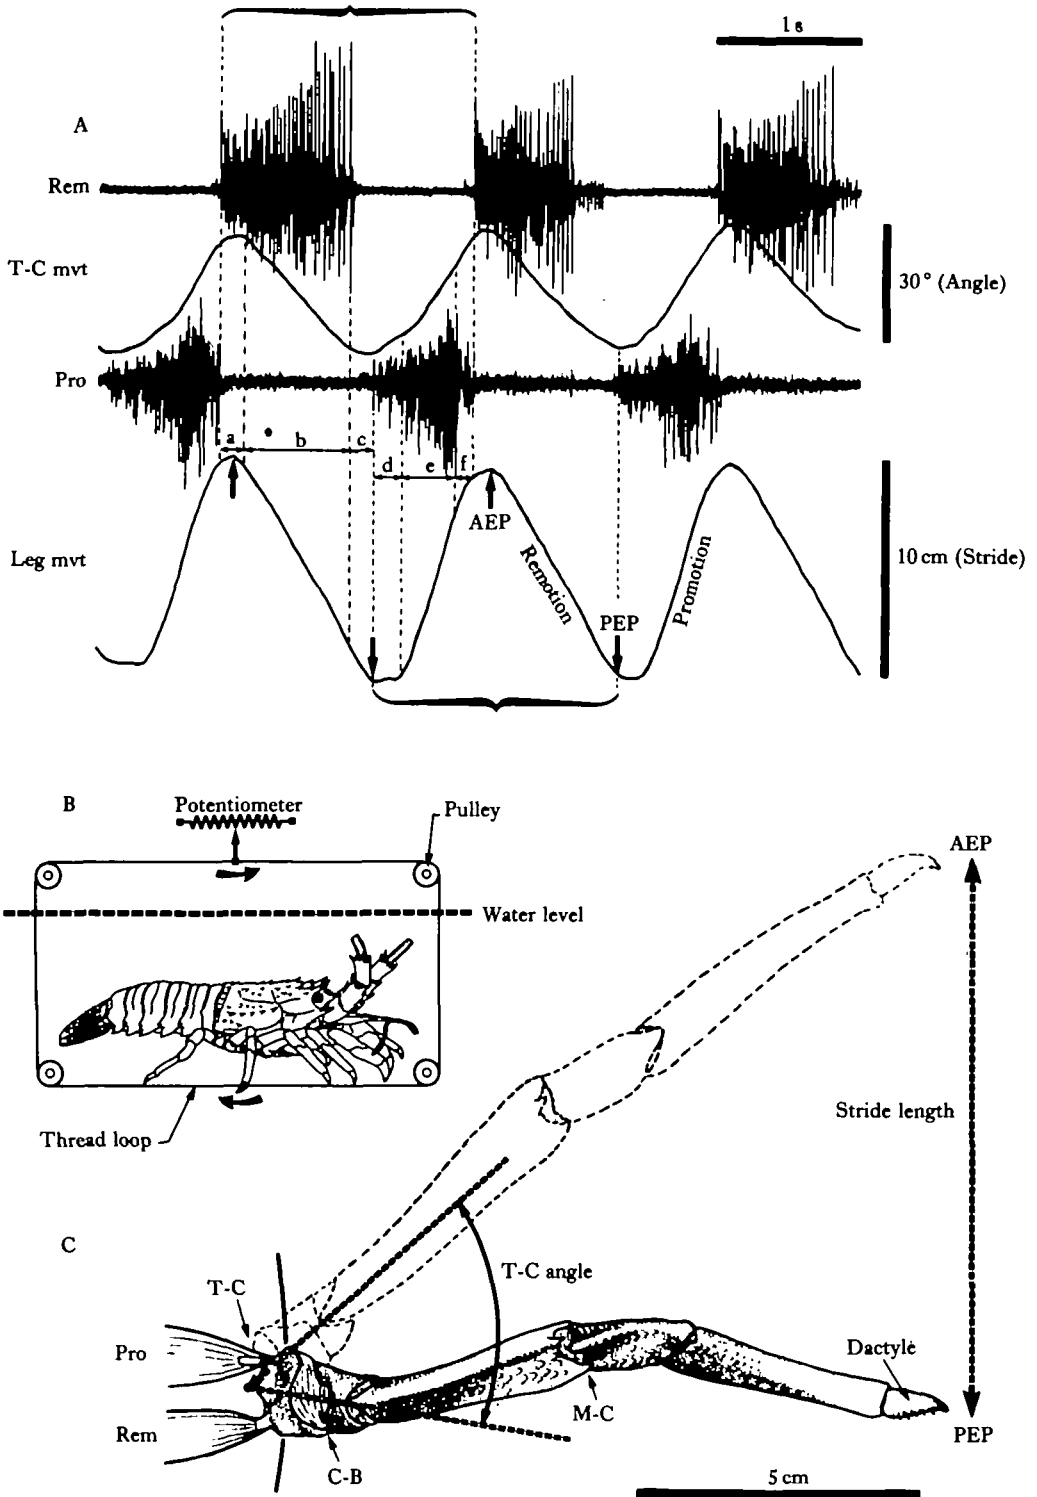 1 s
A
Rem
T-C mvt
30° (Angle)
Pro
a
b
c
d
e
f
AEP
Leg mvt
Remotion
Promotion
PEP
10 cm (Stride)
B
Potentiometer
Pulley
Water level
Thread loop
AEP
Stride length
C
T-C
T-C angle
Pro
Dactyle
M-C
Rem
PEP
C-B
5 cm